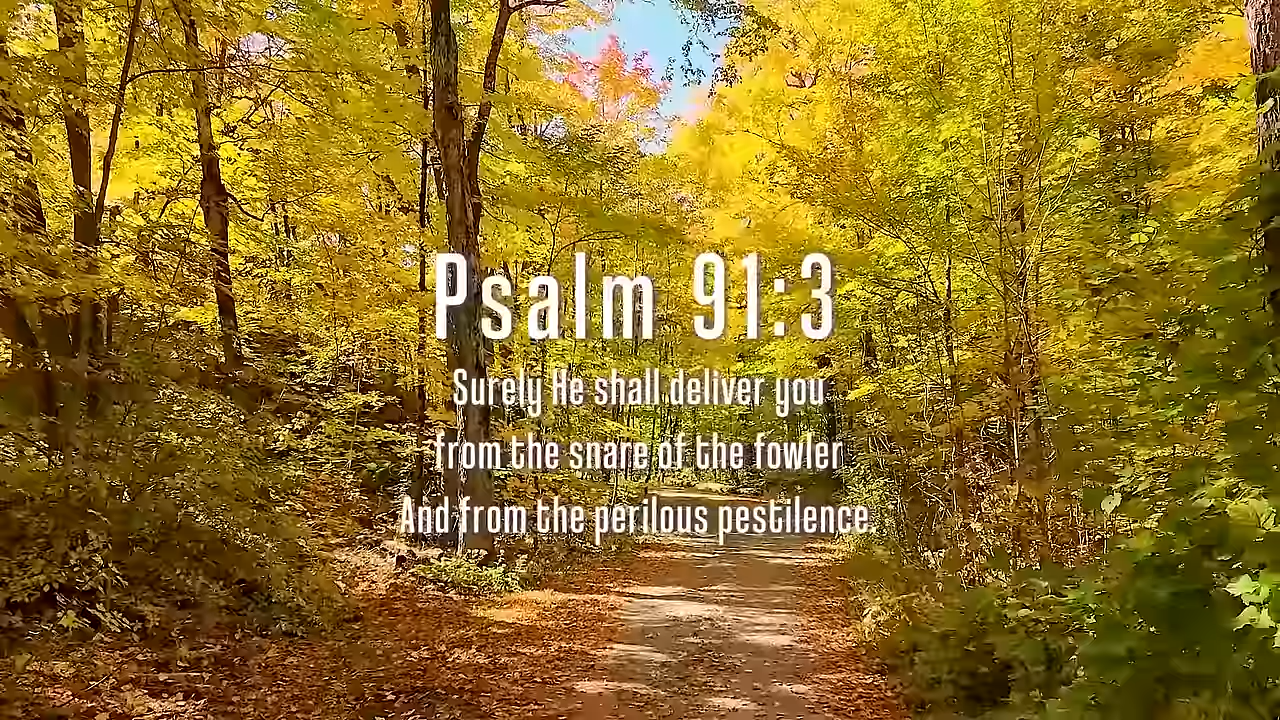 Psalm 91:3
Surely He shall deliver you
from the snare of the fowler
And from the perilous pestilence.